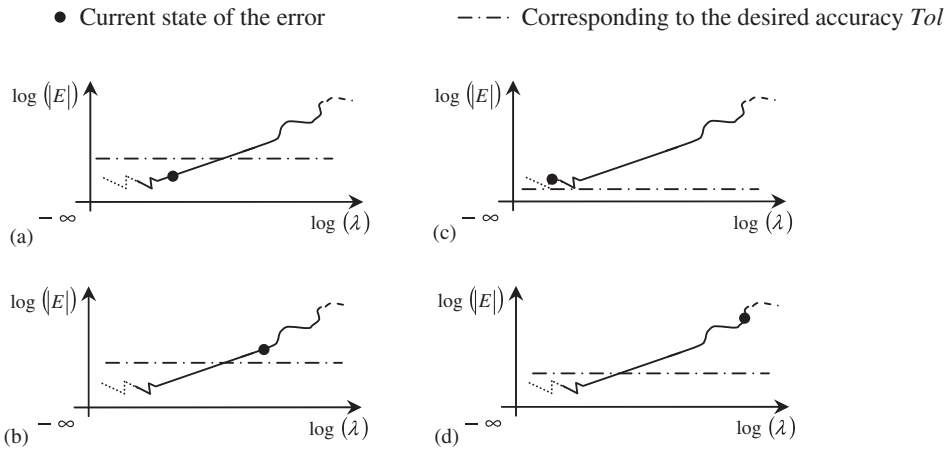 Current state of the error
Corresponding to the desired accuracy Tol
log (|E|)
− ∞
log (λ)
(a)
log (|E|)
− ∞
log (λ)
(c)
log (|E|)
− ∞
log (λ)
(b)
log (|E|)
− ∞
log (λ)
(d)